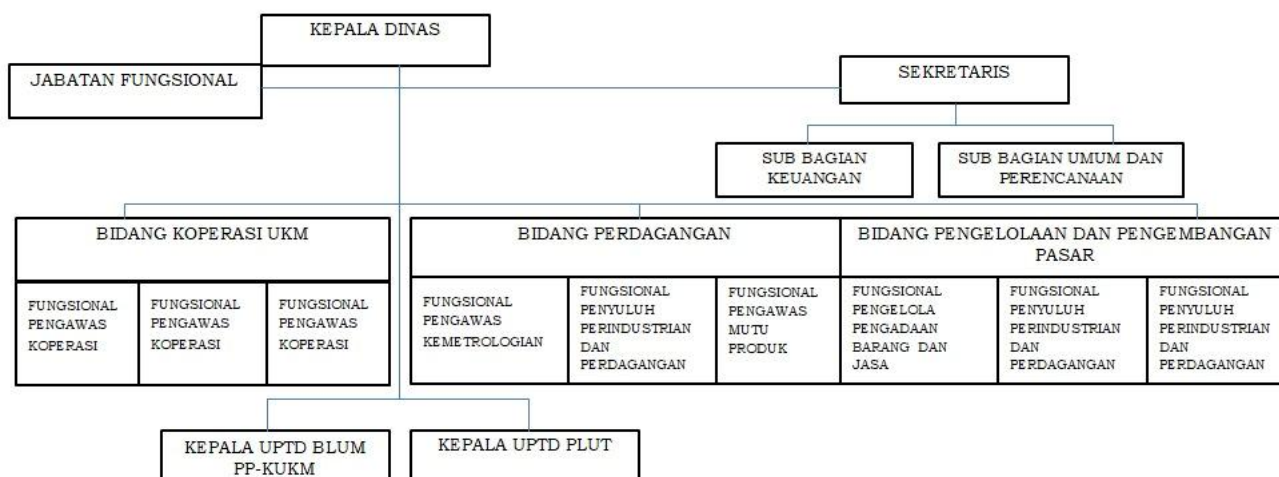 KEPALA DINAS
JABATAN FUNGSIONAL
SEKRETARIS
SUB BAGIAN
KEUANGAN
SUB BAGIAN UMUM DAN
PERENCANAAN
BIDANG KOPERASI UKM
FUNGSIONAL
PENGAWAS
KOPERASI
FUNGSIONAL
PENGAWAS
KOPERASI
FUNGSIONAL
PENGAWAS
KOPERASI
BIDANG PERDAGANGAN
FUNGSIONAL
PENGAWAS
KEMETROLOGIAN
FUNGSIONAL
PENYULUH
PERINDUSTRIAN
DAN
PERDAGANGAN
FUNGSIONAL
PENGAWAS
MUTU
PRODUK
BIDANG PENGELOLAAN DAN PENGEMBANGAN
PASAR
FUNGSIONAL
PENGELOLA
PENGADAAN
BARANG DAN
JASA
FUNGSIONAL
PENYULUH
PERINDUSTRIAN
DAN
PERDAGANGAN
FUNGSIONAL
PENYULUH
PERINDUSTRIAN
DAN
PERDAGANGAN
KEPALA UPTD BLUM
PP-KUKM
KEPALA UPTD PLUT